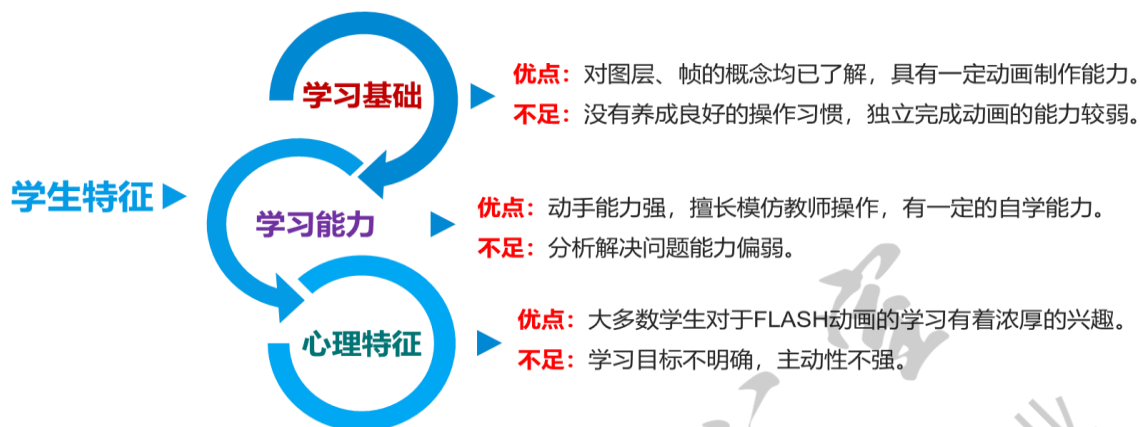 学生特征
学习基础
优点：对图层、帧的概念均已了解，具有一定动画制作能力。
不足：没有养成良好的操作习惯，独立完成动画的能力较弱。
学习能力
优点：动手能力强，擅长模仿教师操作，有一定的自学能力。
不足：分析解决问题能力偏弱。
心理特征
优点：大多数学生对于FLASH动画的学习有着浓厚的兴趣。
不足：学习目标不明确，主动性不强。